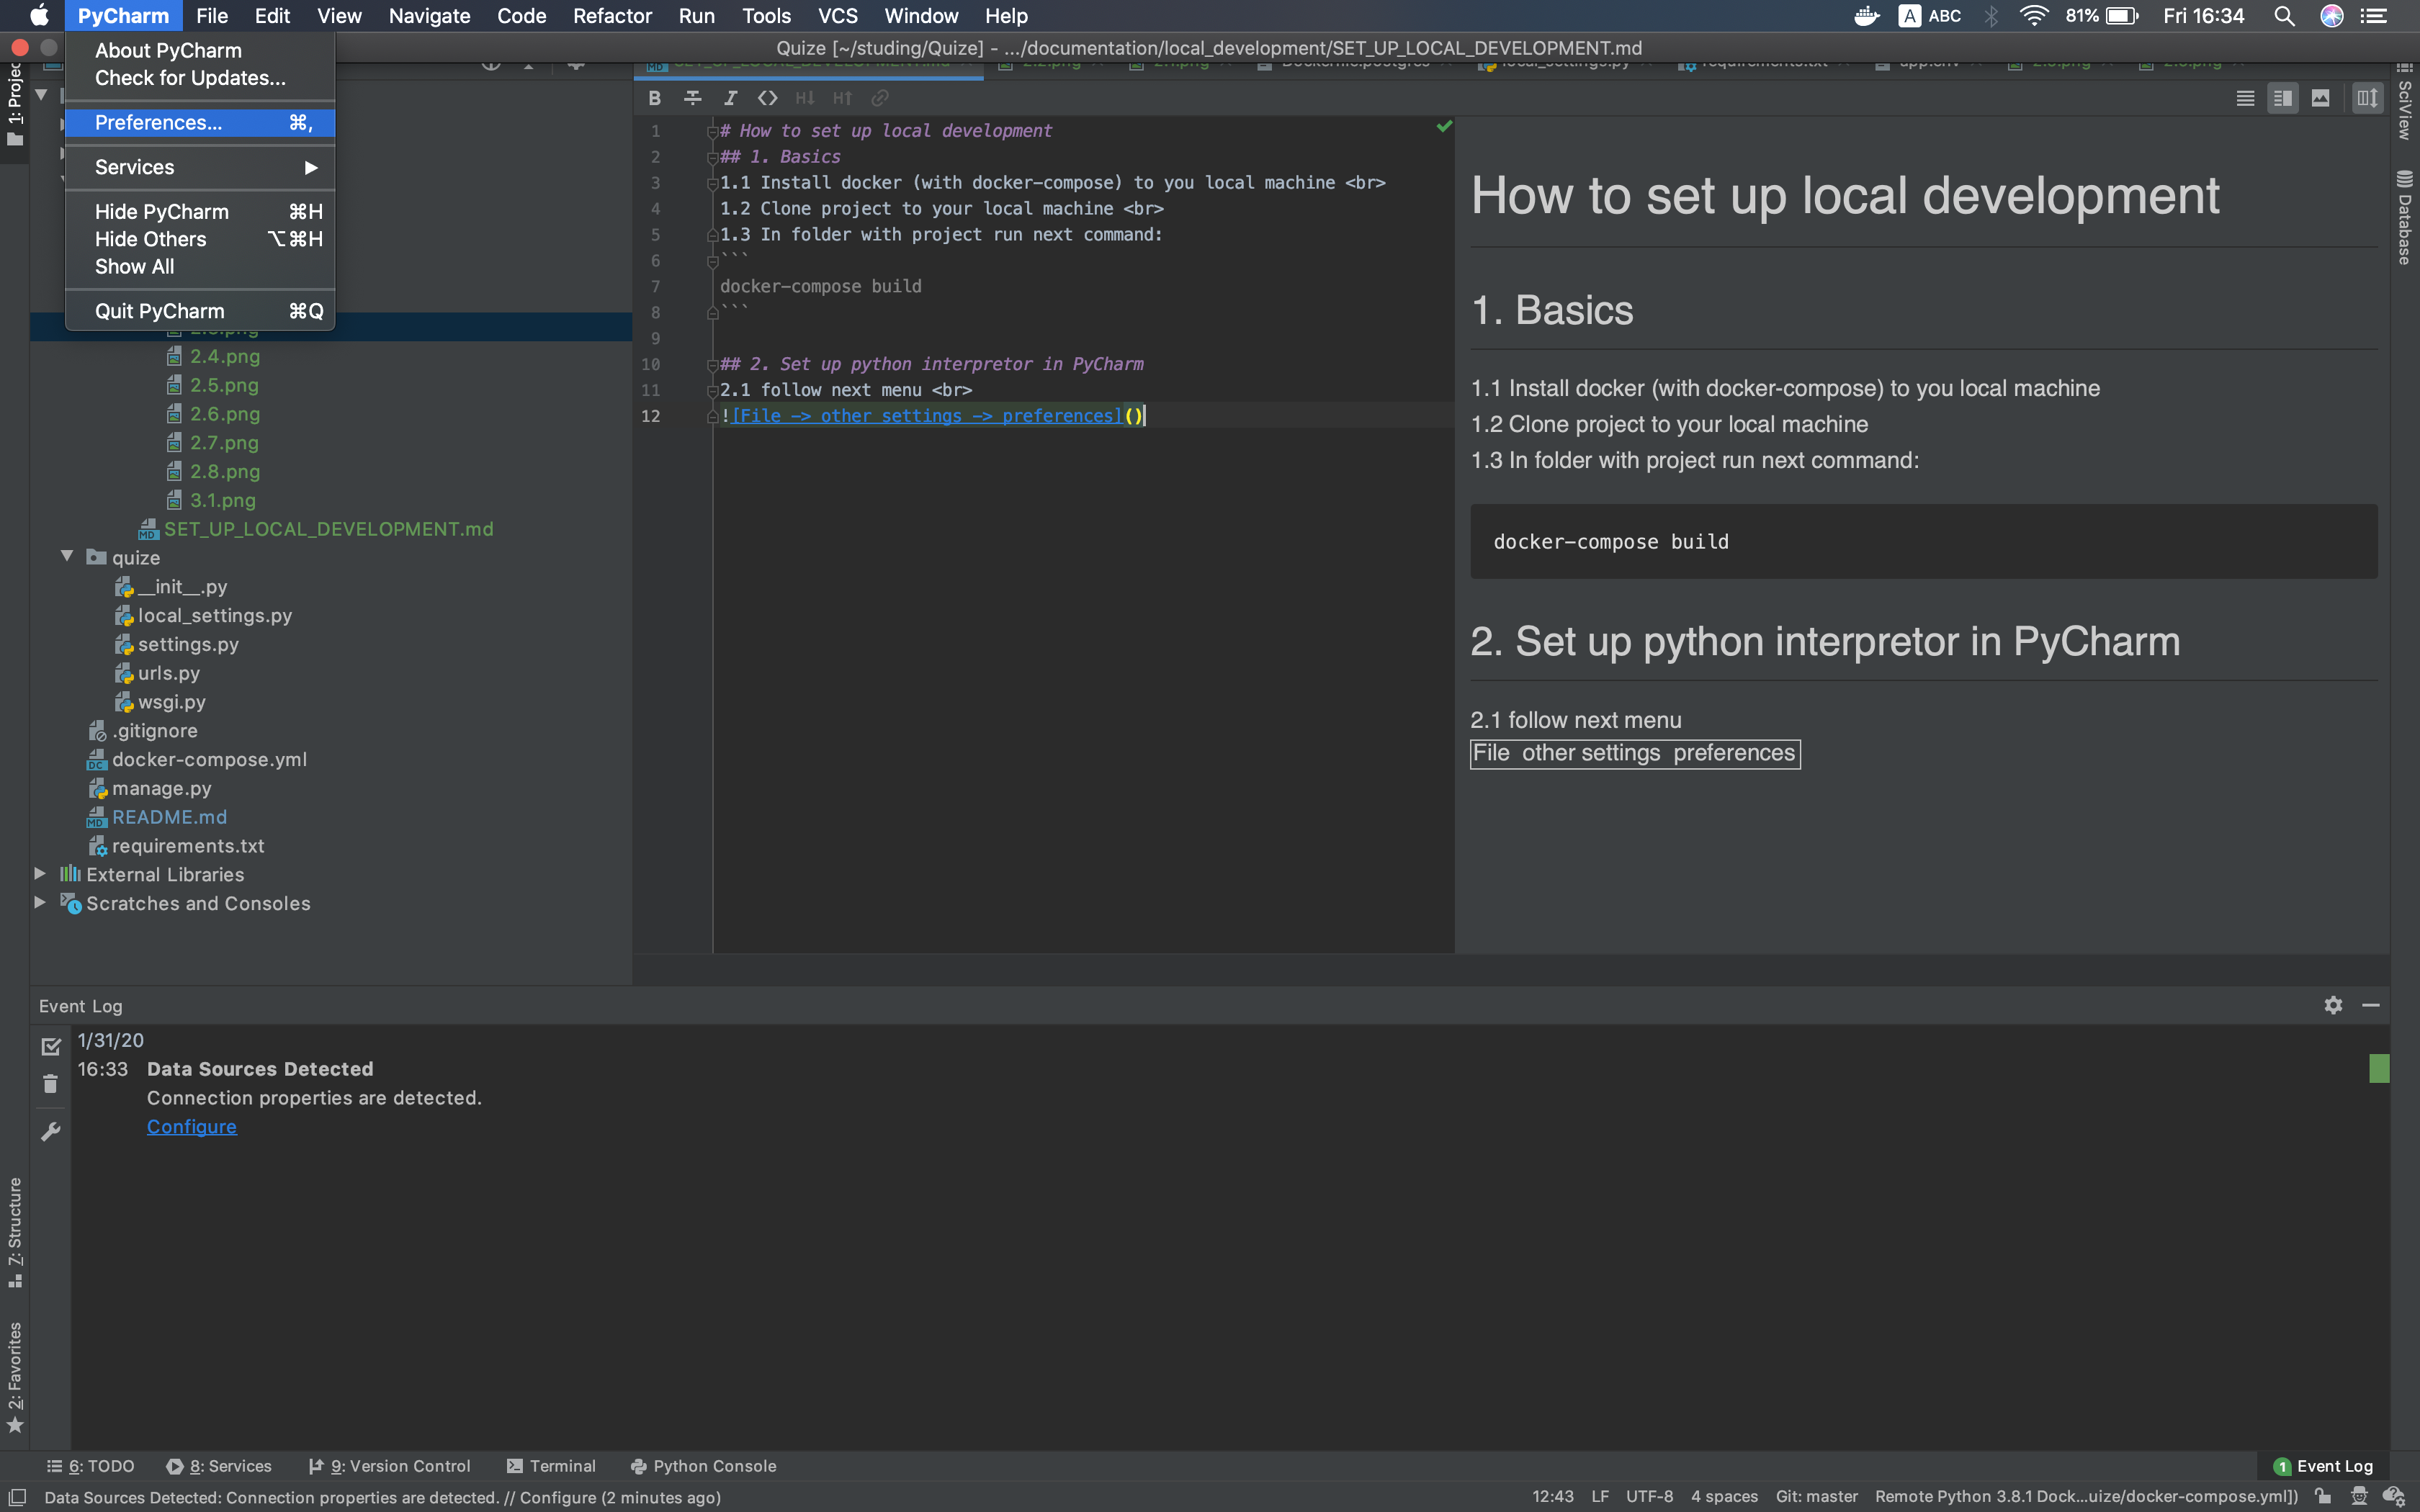 PyCharm File Edit View Navigate Code Refactor Run Tools VCS Window Help
A ABC 81% Fri 16:34
Quize [~/studing/Quize] - .../documentation/local_development/SET_UP_LOCAL_DEVELOPMENT.md
About PyCharm
Check for Updates...
Preferences... ⌘,
Services
Hide PyCharm ⌘H
Hide Others ⌥⌘H
Show All
Quit PyCharm ⌘Q
1: Project
2.4.png
2.5.png
2.6.png
2.7.png
2.8.png
3.1.png
SET_UP_LOCAL_DEVELOPMENT.md
quize
__init__.py
local_settings.py
settings.py
urls.py
wsgi.py
.gitignore
docker-compose.yml
manage.py
README.md
requirements.txt
External Libraries
Scratches and Consoles
1 # How to set up local development
2 ## 1. Basics
3 1.1 Install docker (with docker-compose) to you local machine <br>
4 1.2 Clone project to your local machine <br>
5 1.3 In folder with project run next command:
6 ```
7 docker-compose build
8 ```
9
10 ## 2. Set up python interpretor in PyCharm
11 2.1 follow next menu <br>
12 ![File -> other settings -> preferences]()
How to set up local development
1. Basics
1.1 Install docker (with docker-compose) to you local machine
1.2 Clone project to your local machine
1.3 In folder with project run next command:
docker-compose build
2. Set up python interpretor in PyCharm
2.1 follow next menu
File other settings preferences
SciView
Database
Event Log
1/31/20
16:33 Data Sources Detected
Connection properties are detected.
Configure
7: Structure
2: Favorites
6: TODO 8: Services 9: Version Control Terminal Python Console 1 Event Log
Data Sources Detected: Connection properties are detected. // Configure (2 minutes ago) 12:43 LF UTF-8 4 spaces Git: master Remote Python 3.8.1 Dock...uize/docker-compose.yml])